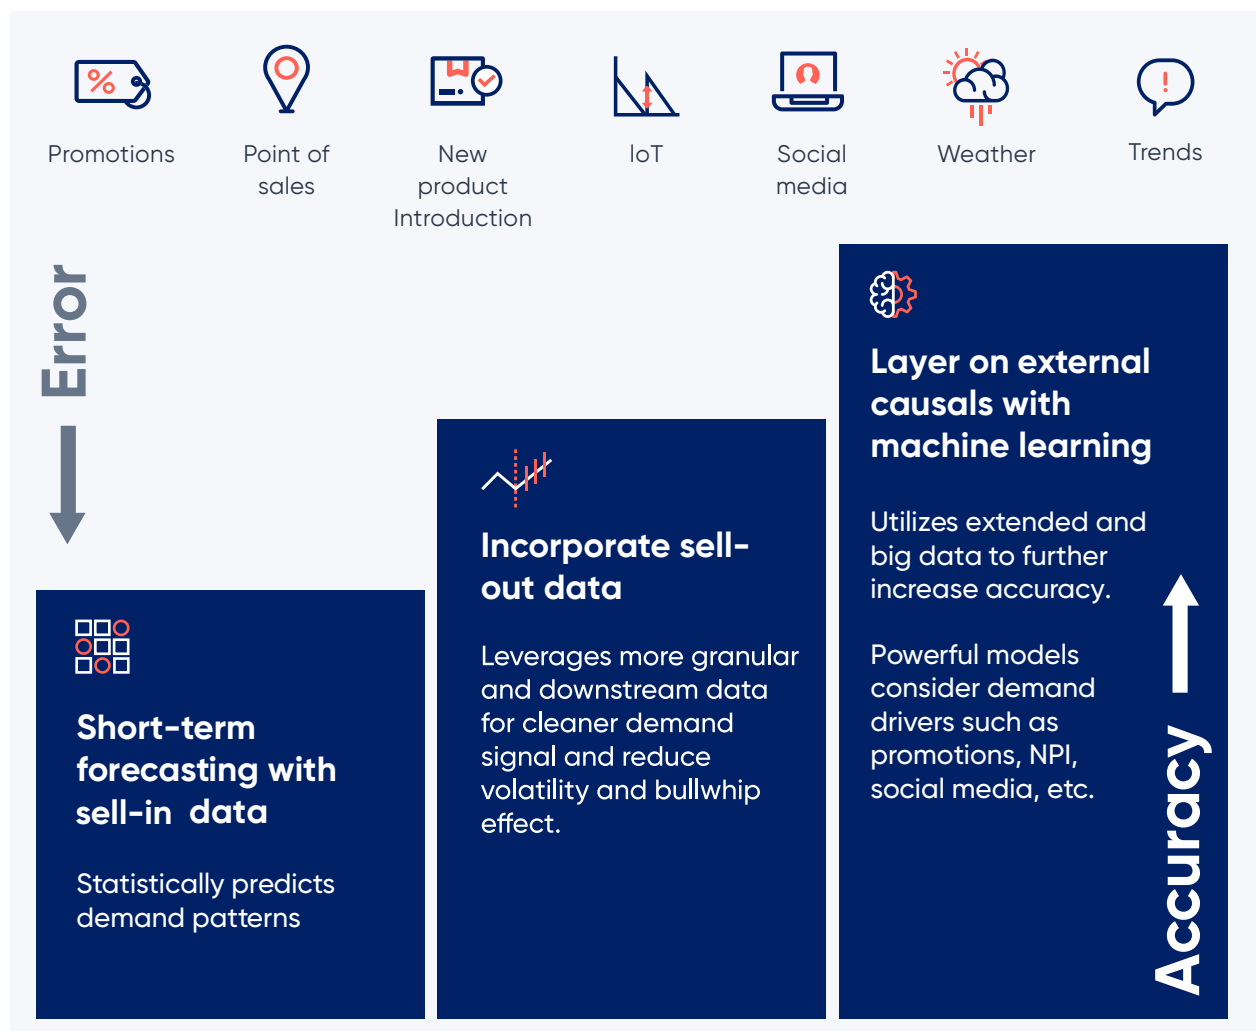 Promotions
Point of
sales
New
product
Introduction
IoT
Social
media
Weather
Trends
Error
Short-term
forecasting with
sell-in data
Statistically predicts
demand patterns
Incorporate sell-
out data
Leverages more granular
and downstream data
for cleaner demand
signal and reduce
volatility and bullwhip
effect.
Layer on external
causals with
machine learning
Utilizes extended and
big data to further
increase accuracy.
Powerful models
consider demand
drivers such as
promotions, NPI,
social media, etc.
Accuracy